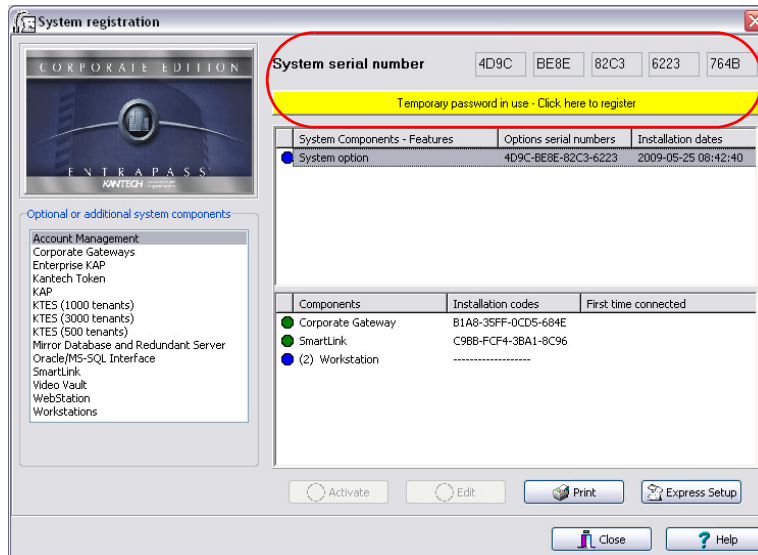 System registration
CORPORATE EDITION
ENTRAPASS
KANTECH
System serial number 4D9C BE8E 82C3 6223 764B
Temporary password in use - Click here to register
System Components - Features Options serial numbers Installation dates
System option 4D9C-BE8E-82C3-6223 2009-05-25 08:42:40
Optional or additional system components
Account Management
Corporate Gateways
Enterprise KAP
Kantech Token
KAP
KTES (1000 tenants)
KTES (3000 tenants)
KTES (500 tenants)
Mirror Database and Redundant Server
Oracle/MS-SQL Interface
SmartLink
Video Vault
WebStation
Workstations
Components Installation codes First time connected
Corporate Gateway B1A8-35FF-0CD5-684E
SmartLink C9BB-FCF4-3BA1-8C96
(2) Workstation -------------------
Activate Edit Print Express Setup
Close Help